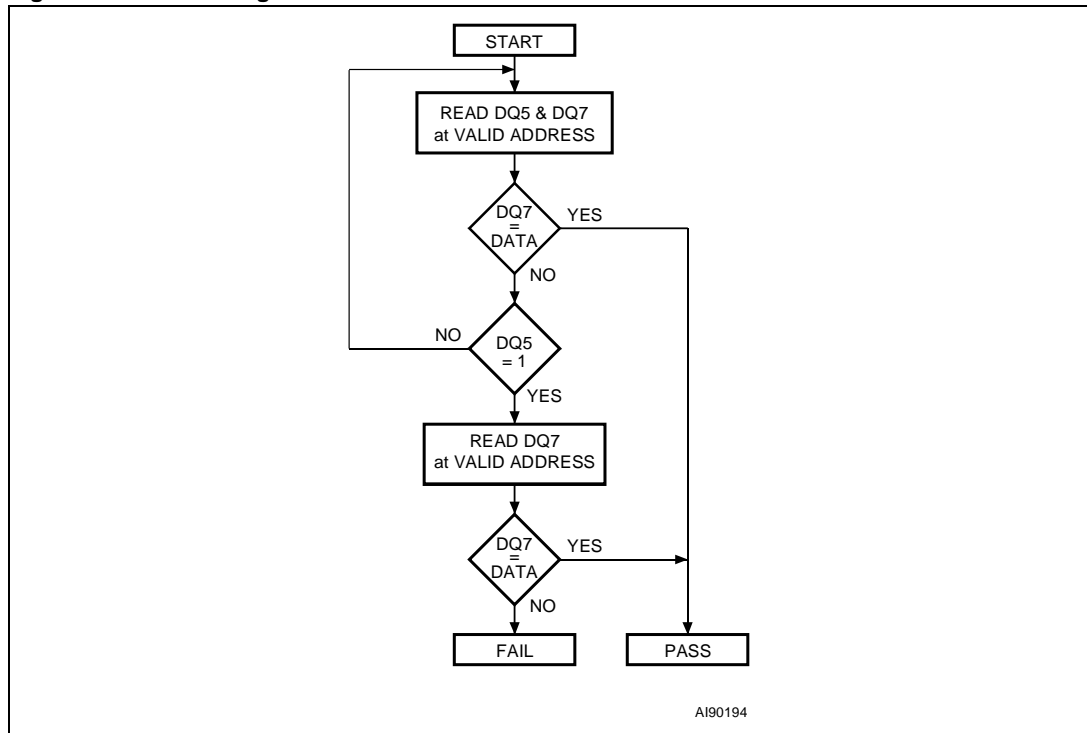 START
READ DQ5 & DQ7
at VALID ADDRESS
DQ7
=
DATA
YES
NO
DQ5
= 1
NO
YES
READ DQ7
at VALID ADDRESS
DQ7
=
DATA
YES
NO
FAIL
PASS
AI90194